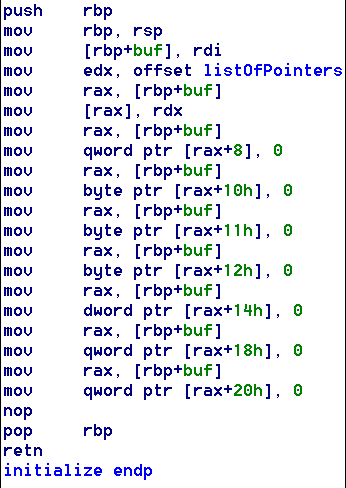 push rbp
mov rbp, rsp
mov [rbp+buf], rdi
mov edx, offset listOfPointers
mov rax, [rbp+buf]
mov [rax], rdx
mov rax, [rbp+buf]
mov qword ptr [rax+8], 0
mov rax, [rbp+buf]
mov byte ptr [rax+10h], 0
mov rax, [rbp+buf]
mov byte ptr [rax+11h], 0
mov rax, [rbp+buf]
mov byte ptr [rax+12h], 0
mov rax, [rbp+buf]
mov dword ptr [rax+14h], 0
mov rax, [rbp+buf]
mov qword ptr [rax+18h], 0
mov rax, [rbp+buf]
mov qword ptr [rax+20h], 0
nop
pop rbp
retn
initialize endp